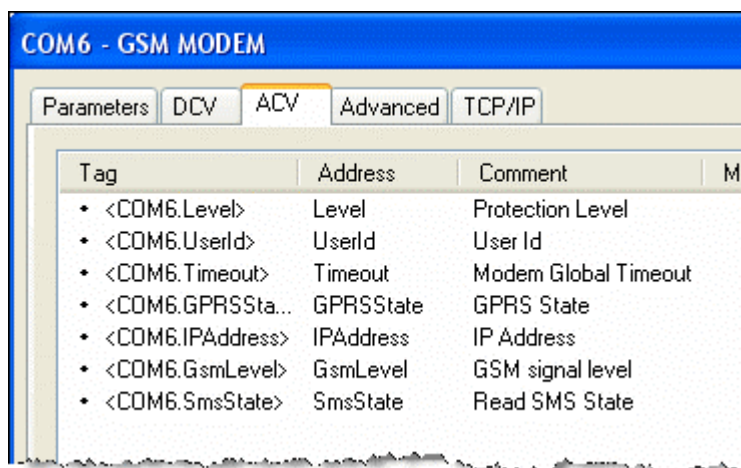 COM6 - GSM MODEM
Parameters DCV ACV Advanced TCP/IP
Tag Address Comment M
• <COM6.Level> Level Protection Level
• <COM6.UserId> UserId User Id
• <COM6.Timeout> Timeout Modem Global Timeout
• <COM6.GPRSSta... GPRSState GPRS State
• <COM6.IPAddress> IPAddress IP Address
• <COM6.GsmLevel> GsmLevel GSM signal level
• <COM6.SmsState> SmsState Read SMS State